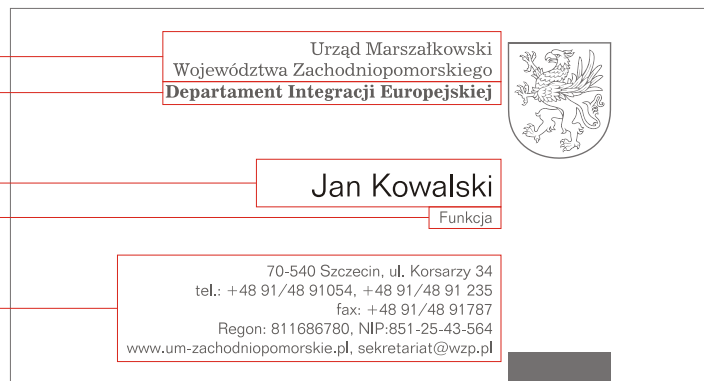 Urząd Marszałkowski
Województwa Zachodniopomorskiego
Departament Integracji Europejskiej
Jan Kowalski
Funkcja
70-540 Szczecin, ul. Korsarzy 34
tel.: +48 91/48 91054, +48 91/48 91 235
fax: +48 91/48 91787
Regon: 811686780, NIP:851-25-43-564
www.um-zachodniopomorskie.pl, sekretariat@wzp.pl